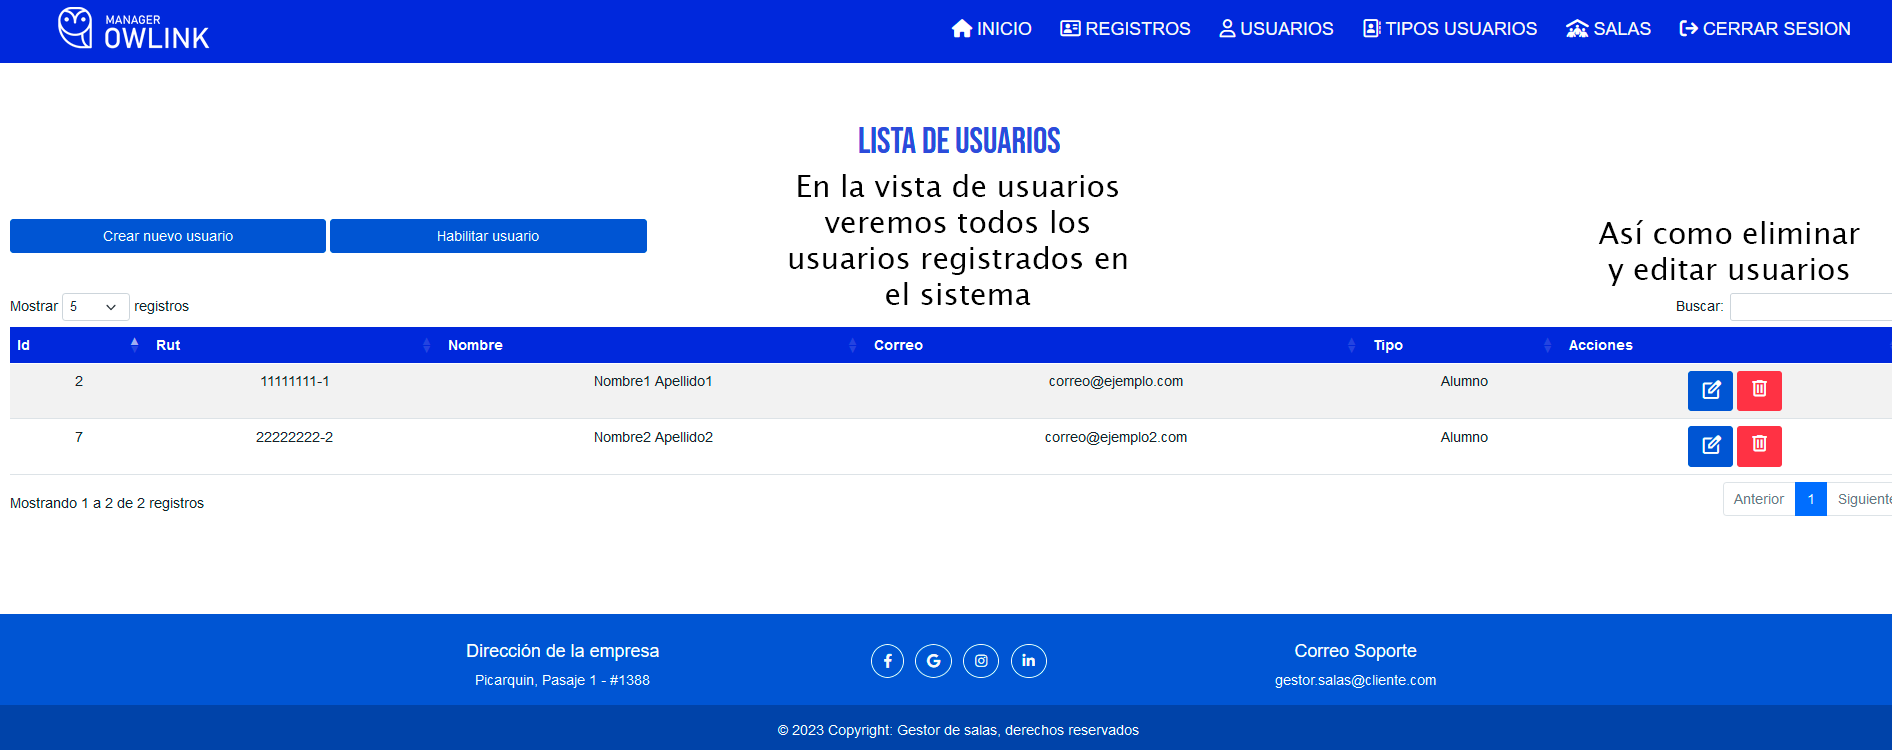 MANAGER
OWLINK
INICIO REGISTROS USUARIOS TIPOS USUARIOS SALAS CERRAR SESION
LISTA DE USUARIOS
En la vista de usuarios
veremos todos los
usuarios registrados en
el sistema
Crear nuevo usuario Habilitar usuario
Así como eliminar
y editar usuarios
Mostrar 5 registros
Buscar:
Id Rut Nombre Correo Tipo Acciones
2 11111111-1 Nombre1 Apellido1 correo@ejemplo.com Alumno
7 22222222-2 Nombre2 Apellido2 correo@ejemplo2.com Alumno
Mostrando 1 a 2 de 2 registros
Anterior 1 Siguiente
Dirección de la empresa
Picarquin, Pasaje 1 - #1388
Correo Soporte
gestor.salas@cliente.com
© 2023 Copyright: Gestor de salas, derechos reservados